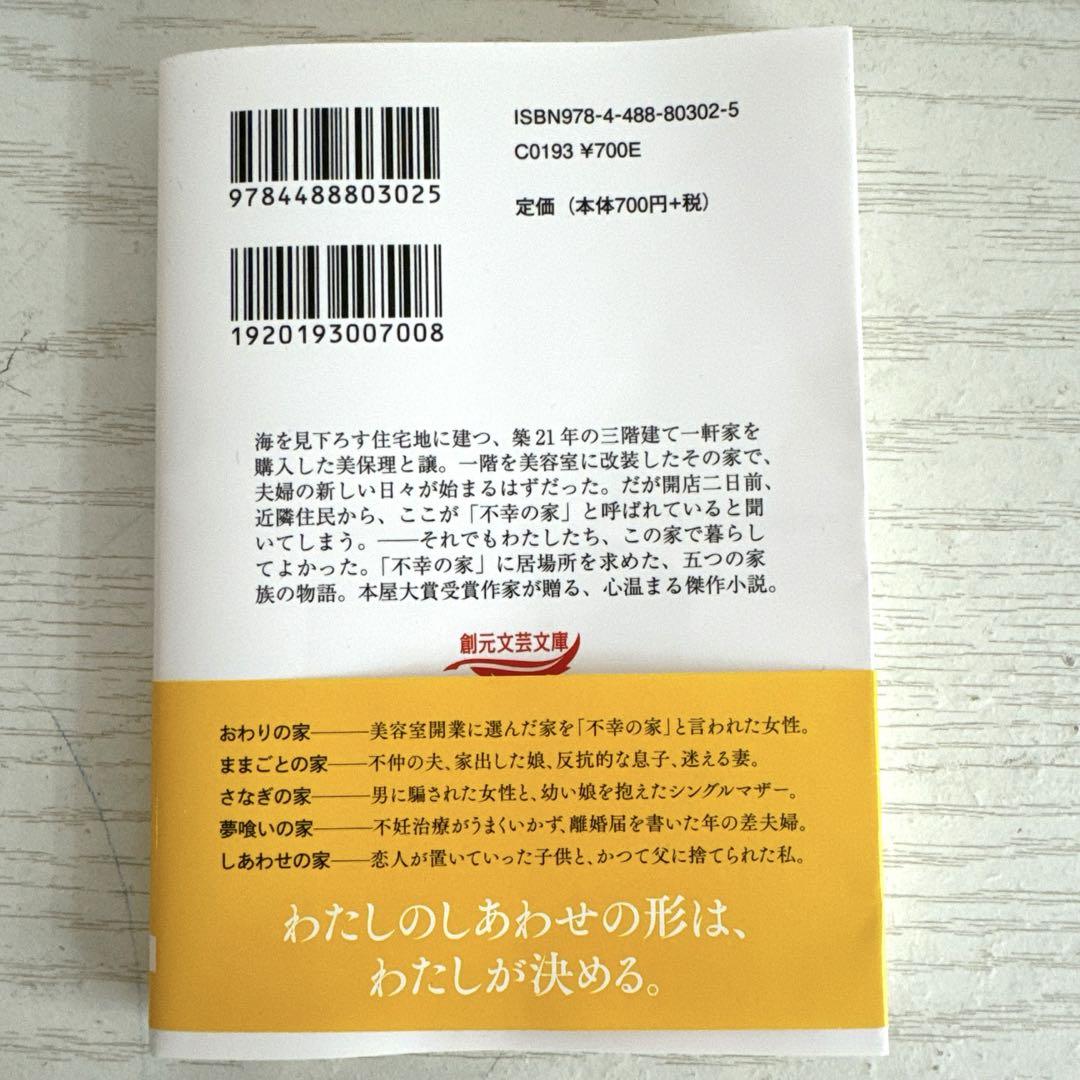 ISBN978-4-488-80302-5
C0193 ¥700E
定価（本体700円+税）
9784488803025
1920193007008
海を見下ろす住宅地に建つ、築21年の三階建て一軒家を
購入した美保理と譲。一階を美容室に改装したその家で、
夫婦の新しい日々が始まるはずだった。だが開店二日前、
近隣住民から、ここが「不幸の家」と呼ばれていると聞
いてしまう。――それでもわたしたち、この家で暮らし
てよかった。「不幸の家」に居場所を求めた、五つの家
族の物語。本屋大賞受賞作家が贈る、心温まる傑作小説。
創元文芸文庫
おわりの家―――美容室開業に選んだ家を「不幸の家」と言われた女性。
ままごとの家――不仲の夫、家出した娘、反抗的な息子、迷える妻。
さなぎの家―――男に騙された女性と、幼い娘を抱えたシングルマザー。
夢喰いの家―――不妊治療がうまくいかず、離婚届を書いた年の差夫婦。
しあわせの家――恋人が置いていった子供と、かつて父に捨てられた私。
わたしのしあわせの形は、
わたしが決める。